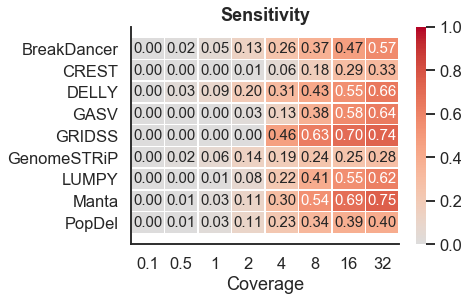 Sensitivity
BreakDancer 0.00 0.02 0.05 0.13 0.26 0.37 0.47 0.57
CREST 0.00 0.00 0.00 0.01 0.06 0.18 0.29 0.33
DELLY 0.00 0.03 0.09 0.20 0.31 0.43 0.55 0.66
GASV 0.00 0.00 0.00 0.03 0.13 0.38 0.58 0.64
GRIDSS 0.00 0.00 0.00 0.00 0.46 0.63 0.70 0.74
GenomeSTRiP 0.00 0.02 0.06 0.14 0.19 0.24 0.25 0.28
LUMPY 0.00 0.00 0.01 0.08 0.22 0.41 0.55 0.62
Manta 0.00 0.01 0.03 0.11 0.30 0.54 0.69 0.75
PopDel 0.00 0.01 0.03 0.11 0.23 0.34 0.39 0.40
0.1 0.5 1 2 4 8 16 32
Coverage
1.0
0.8
0.6
0.4
0.2
0.0